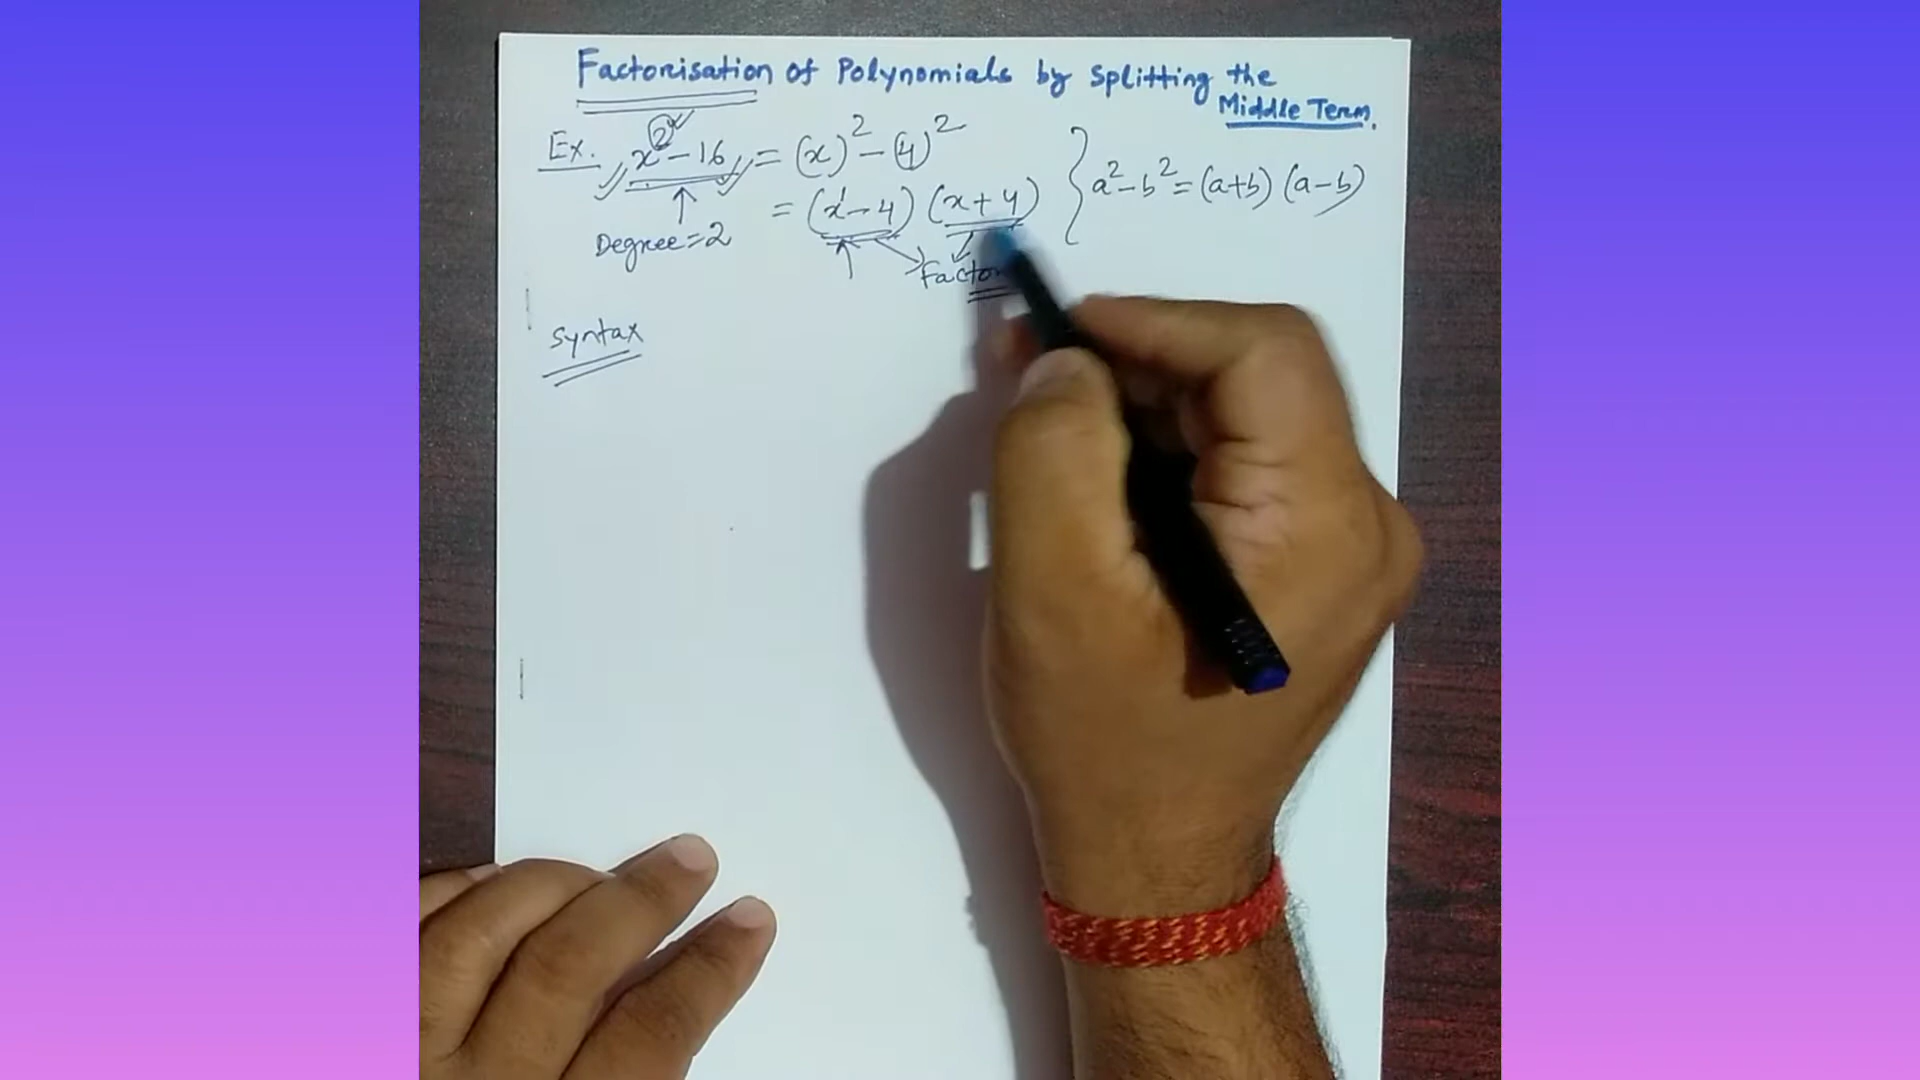 Factorisation of Polynomials by Splitting the
Middle Term.
Ex. x² - 16 = (x)² - (4)²
= (x¹ - 4) (x + 4) } a² - b² = (a+b) (a-b)
Degree = 2
Factor
Syntax